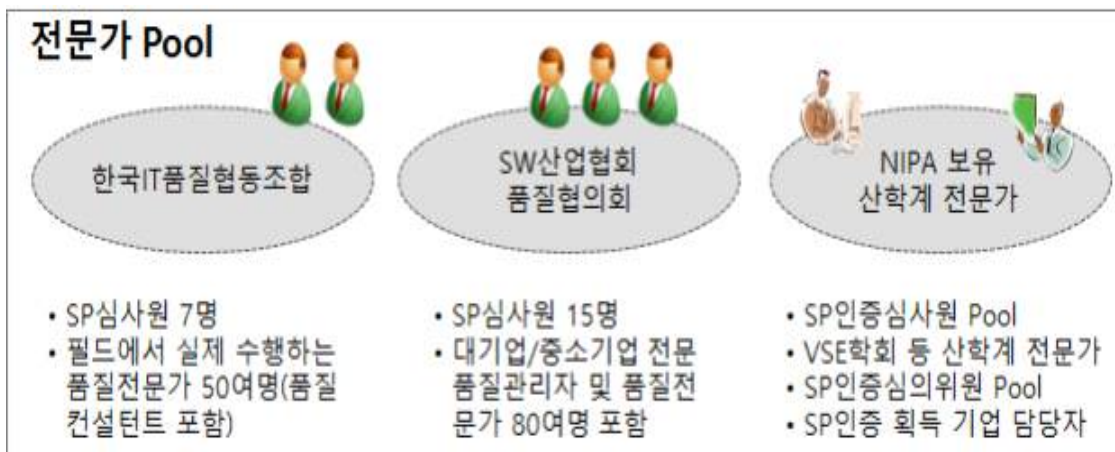 전문가 Pool
한국IT품질협동조합
SW산업협회
품질협의회
NIPA 보유
산학계 전문가
• SP심사원 7명
• 필드에서 실제 수행하는
품질전문가 50여명(품질
컨설턴트 포함)
• SP심사원 15명
• 대기업/중소기업 전문
품질관리자 및 품질전
문가 80여명 포함
• SP인증심사원 Pool
• VSE학회 등 산학계 전문가
• SP인증심의위원 Pool
• SP인증 획득 기업 담당자